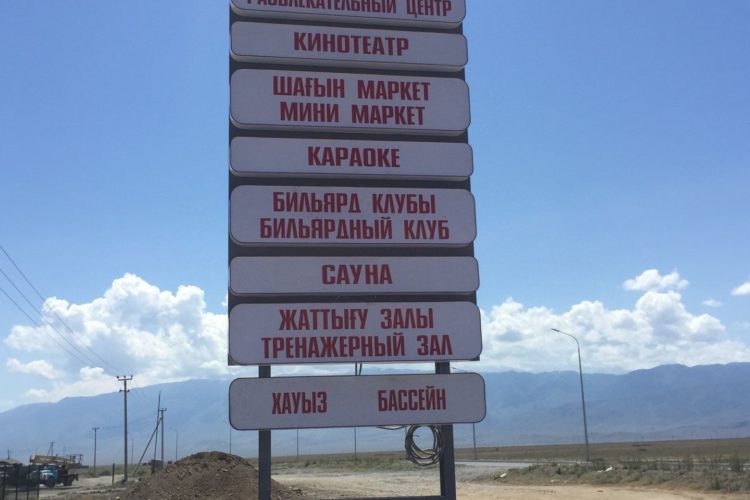 РАЗВЛЕКАТЕЛЬНЫЙ ЦЕНТР
КИНОТЕАТР
ШАҒЫН МАРКЕТ
МИНИ МАРКЕТ
КАРАОКЕ
БИЛЬЯРД КЛУБЫ
БИЛЬЯРДНЫЙ КЛУБ
САУНА
ЖАТТЫҒУ ЗАЛЫ
ТРЕНАЖЕРНЫЙ ЗАЛ
ХАУЫЗ БАССЕЙН